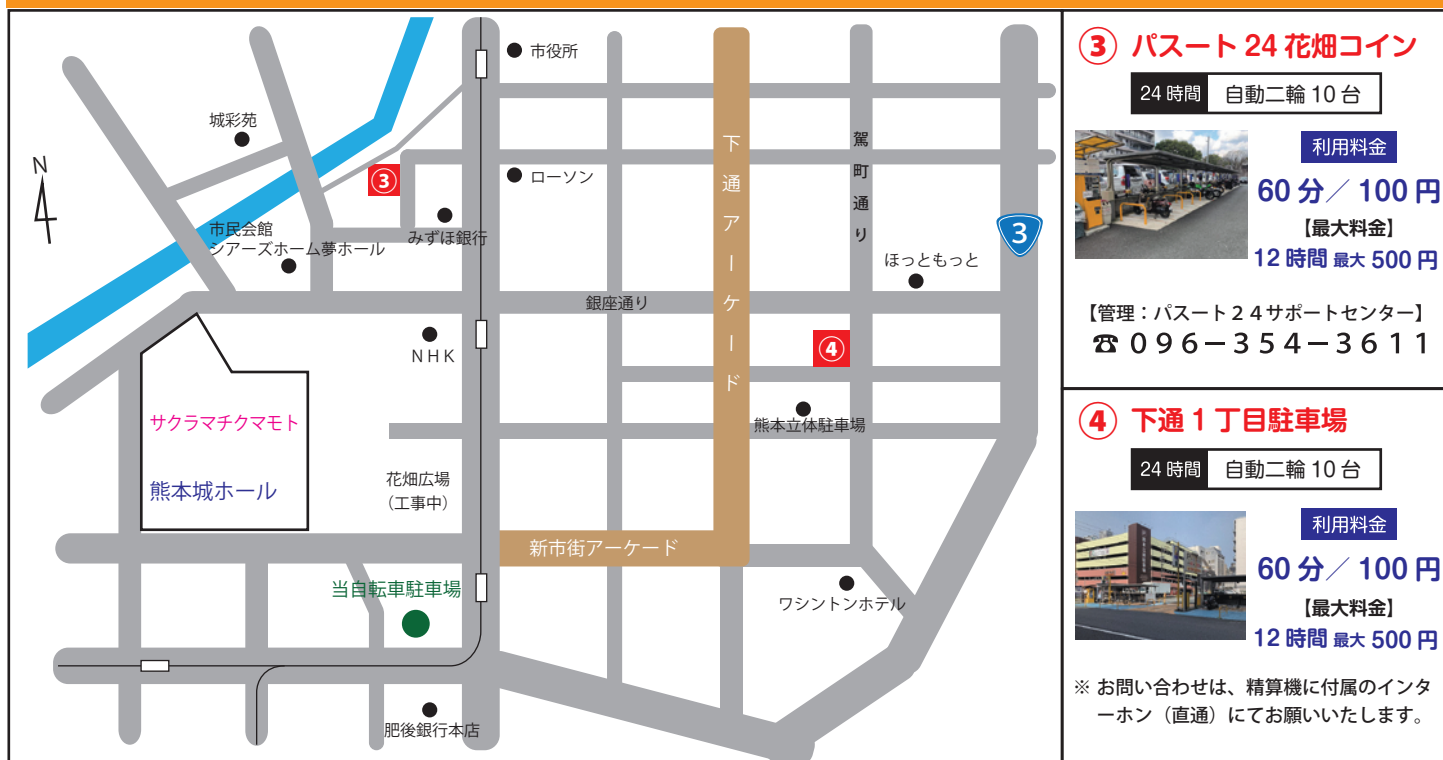 市役所
城彩苑
N
③
ローソン
みずほ銀行
市民会館
シアーズホーム夢ホール
下通アーケード
駕町通り
3
ほっともっと
銀座通り
NHK
④
サクラマチクマモト
熊本立体駐車場
熊本城ホール
花畑広場
（工事中）
新市街アーケード
当自転車駐車場
ワシントンホテル
肥後銀行本店
③ パスート 24 花畑コイン
24 時間 自動二輪 10 台
利用料金
60 分／ 100 円
【最大料金】
12 時間 最大 500 円
【管理：パスート２４サポートセンター】
☎ ０９６－３５４－３６１１
④ 下通 1 丁目駐車場
24 時間 自動二輪 10 台
利用料金
60 分／ 100 円
【最大料金】
12 時間 最大 500 円
※ お問い合わせは、精算機に付属のインタ
ーホン（直通）にてお願いいたします。